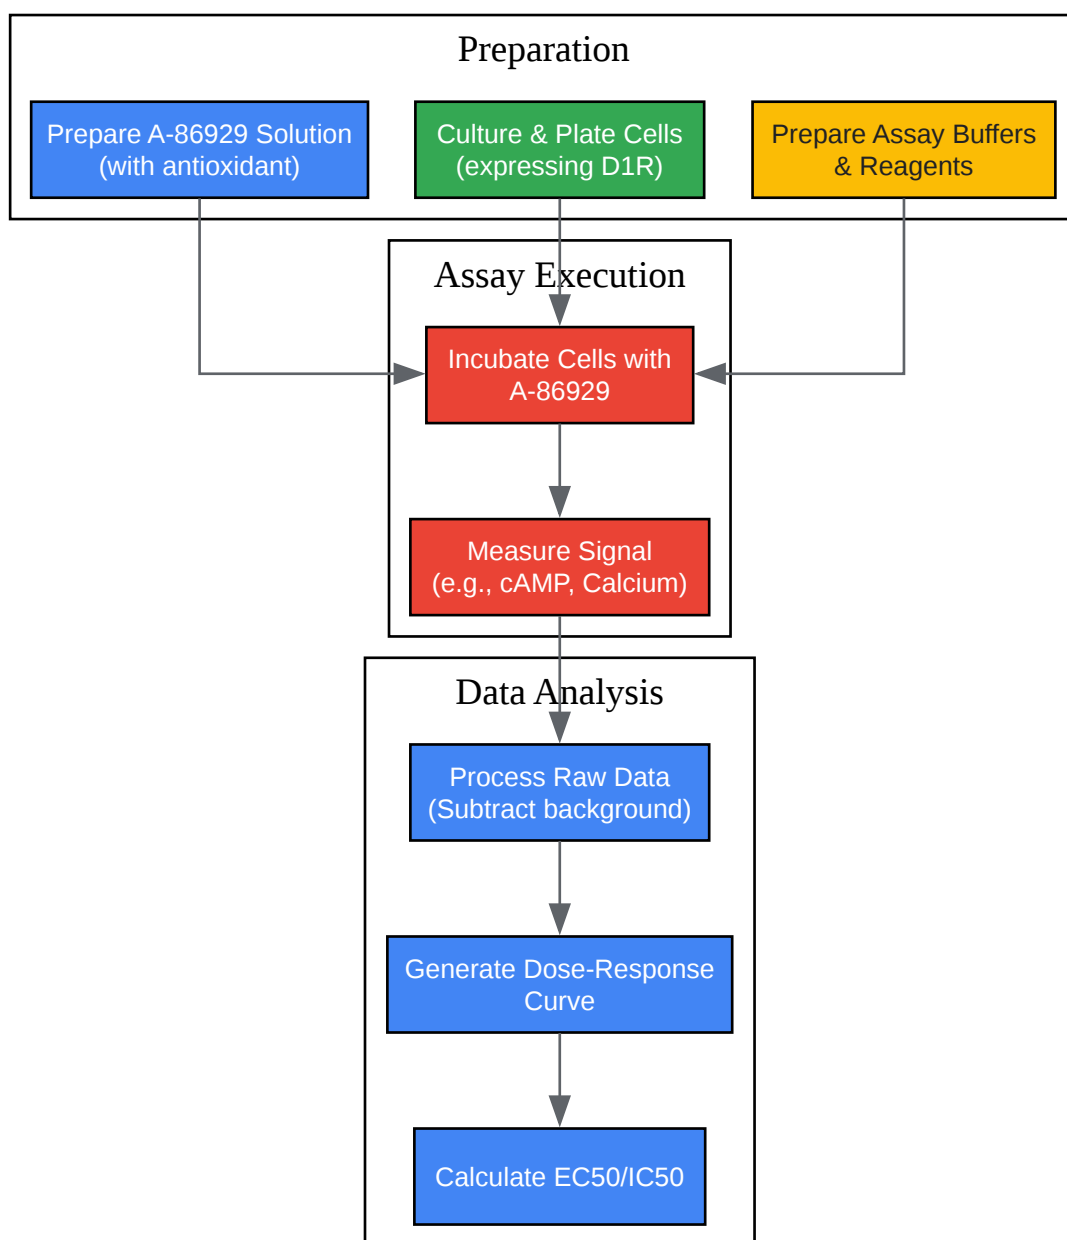 Preparation
Prepare A-86929 Solution
(with antioxidant)
Culture & Plate Cells
(expressing D1R)
Prepare Assay Buffers
& Reagents
Assay Execution
Incubate Cells with
A-86929
Measure Signal
(e.g., cAMP, Calcium)
Data Analysis
Process Raw Data
(Subtract background)
Generate Dose-Response
Curve
Calculate EC50/IC50